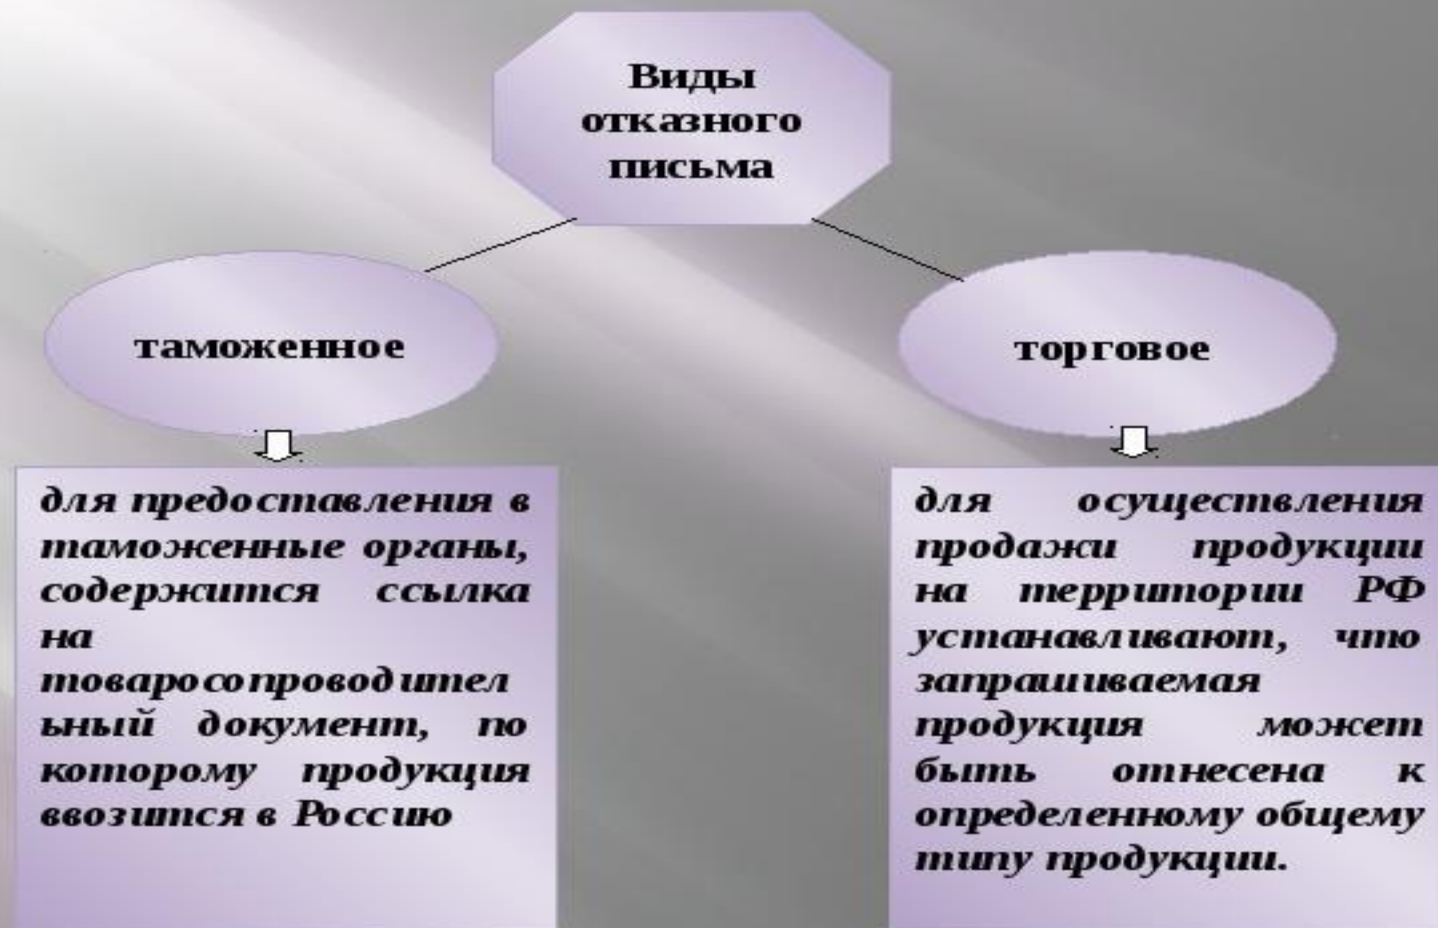 Виды
отказного
письма
таможенное
торговое
для предоставления в
таможенные органы,
содержится ссылка
на
товаросопроводител
ьный документ, по
которому продукция
ввозится в Россию
для осуществления
продажи продукции
на территории РФ
устанавливают, что
запрашиваемая
продукция может
быть отнесена к
определенному общему
типу продукции.